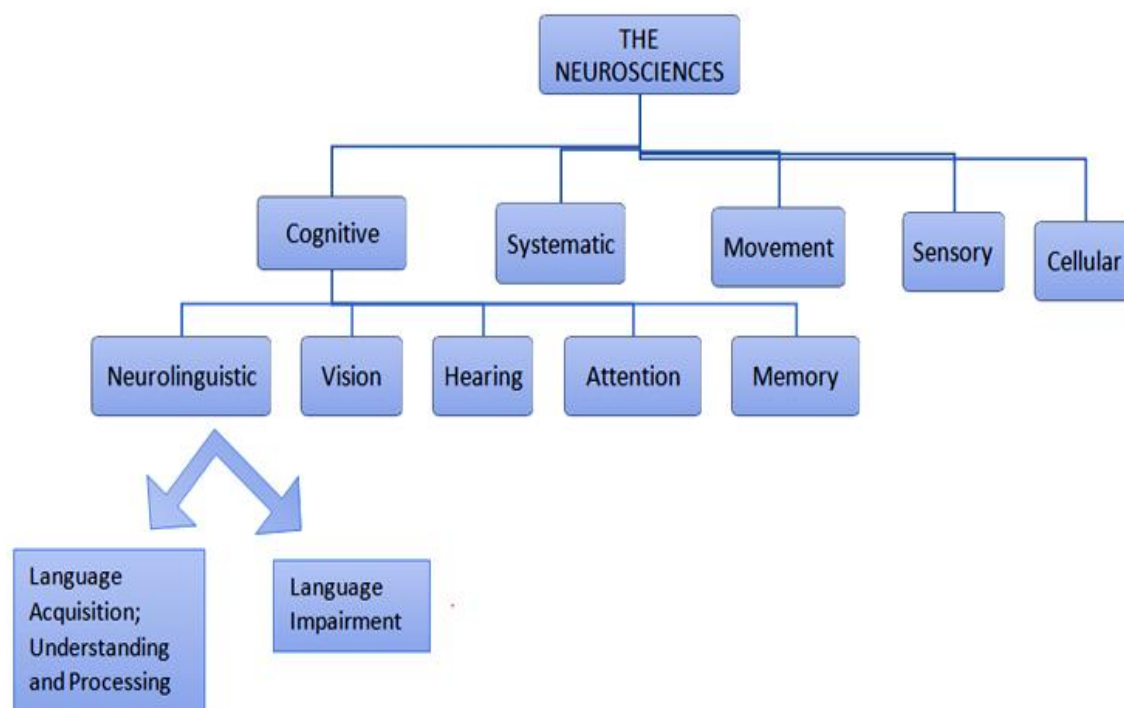 THE
NEUROSCIENCES
Cognitive
Systematic
Movement
Sensory
Cellular
Neurolinguistic
Vision
Hearing
Attention
Memory
Language
Acquisition;
Understanding
and Processing
Language
Impairment